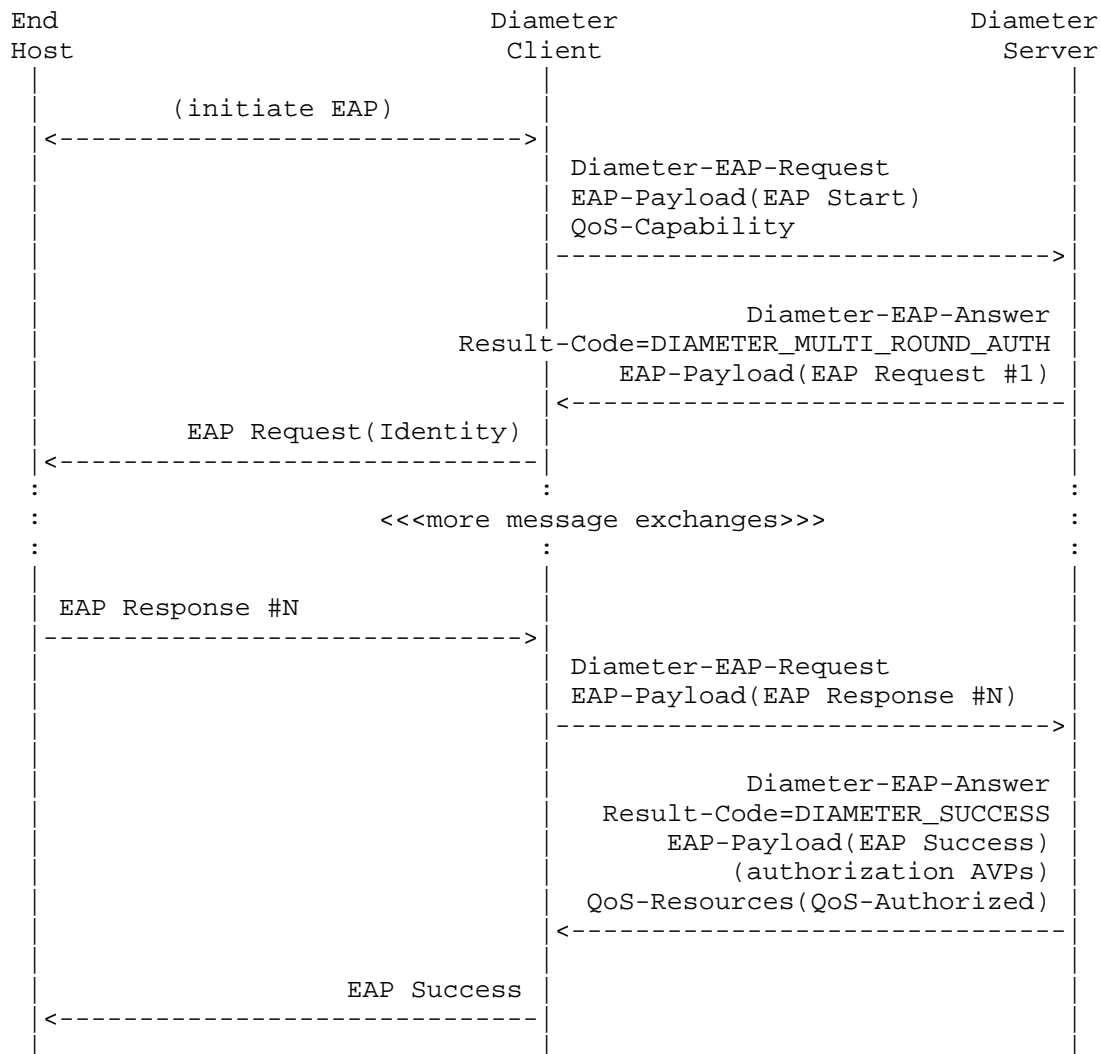 End Diameter Diameter
Host Client Server
(initiate EAP)
Diameter-EAP-Request
EAP-Payload(EAP Start)
QoS-Capability
Diameter-EAP-Answer
Result-Code=DIAMETER_MULTI_ROUND_AUTH
EAP-Payload(EAP Request #1)
EAP Request(Identity)
<<<more message exchanges>>>
EAP Response #N
Diameter-EAP-Request
EAP-Payload(EAP Response #N)
Diameter-EAP-Answer
Result-Code=DIAMETER_SUCCESS
EAP-Payload(EAP Success)
(authorization AVPs)
QoS-Resources(QoS-Authorized)
EAP Success